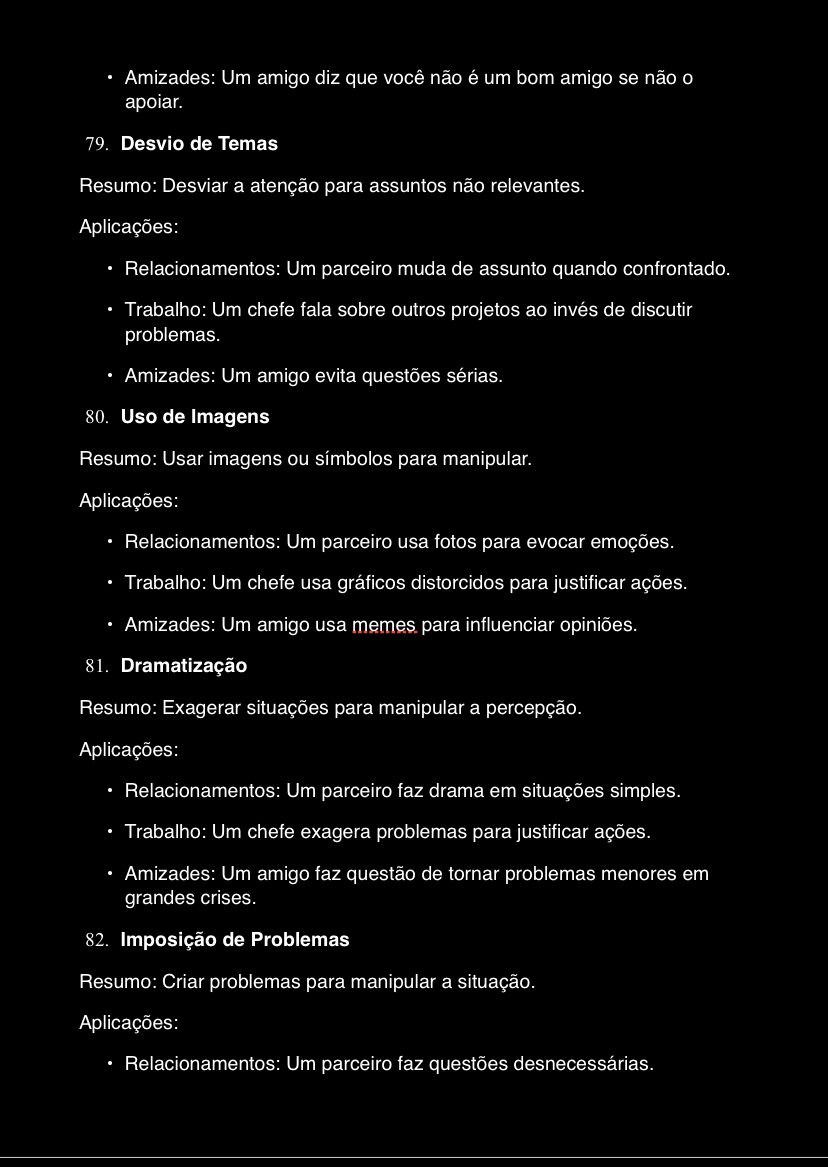 • Amizades: Um amigo diz que você não é um bom amigo se não o
apoiar.
79. Desvio de Temas
Resumo: Desviar a atenção para assuntos não relevantes.
Aplicações:
• Relacionamentos: Um parceiro muda de assunto quando confrontado.
• Trabalho: Um chefe fala sobre outros projetos ao invés de discutir
problemas.
• Amizades: Um amigo evita questões sérias.
80. Uso de Imagens
Resumo: Usar imagens ou símbolos para manipular.
Aplicações:
• Relacionamentos: Um parceiro usa fotos para evocar emoções.
• Trabalho: Um chefe usa gráficos distorcidos para justificar ações.
• Amizades: Um amigo usa memes para influenciar opiniões.
81. Dramatização
Resumo: Exagerar situações para manipular a percepção.
Aplicações:
• Relacionamentos: Um parceiro faz drama em situações simples.
• Trabalho: Um chefe exagera problemas para justificar ações.
• Amizades: Um amigo faz questão de tornar problemas menores em
grandes crises.
82. Imposição de Problemas
Resumo: Criar problemas para manipular a situação.
Aplicações:
• Relacionamentos: Um parceiro faz questões desnecessárias.